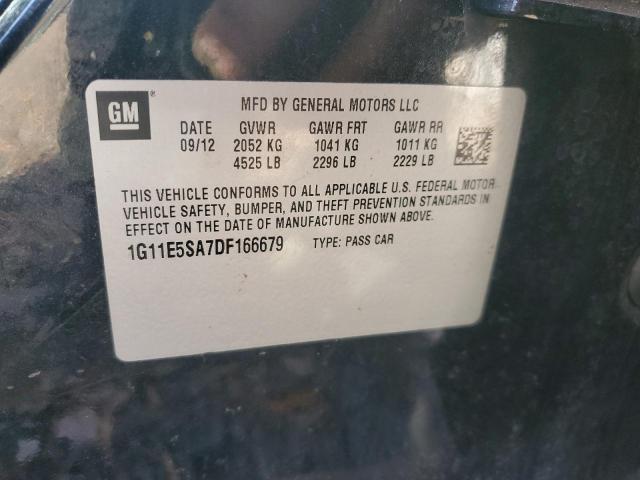 GM ®
MFD BY GENERAL MOTORS LLC
DATE GVWR GAWR FRT GAWR RR
09/12 2052 KG 1041 KG 1011 KG
4525 LB 2296 LB 2229 LB
THIS VEHICLE CONFORMS TO ALL APPLICABLE U.S. FEDERAL MOTOR
VEHICLE SAFETY, BUMPER, AND THEFT PREVENTION STANDARDS IN
EFFECT ON THE DATE OF MANUFACTURE SHOWN ABOVE.
1G11E5SA7DF166679 TYPE: PASS CAR